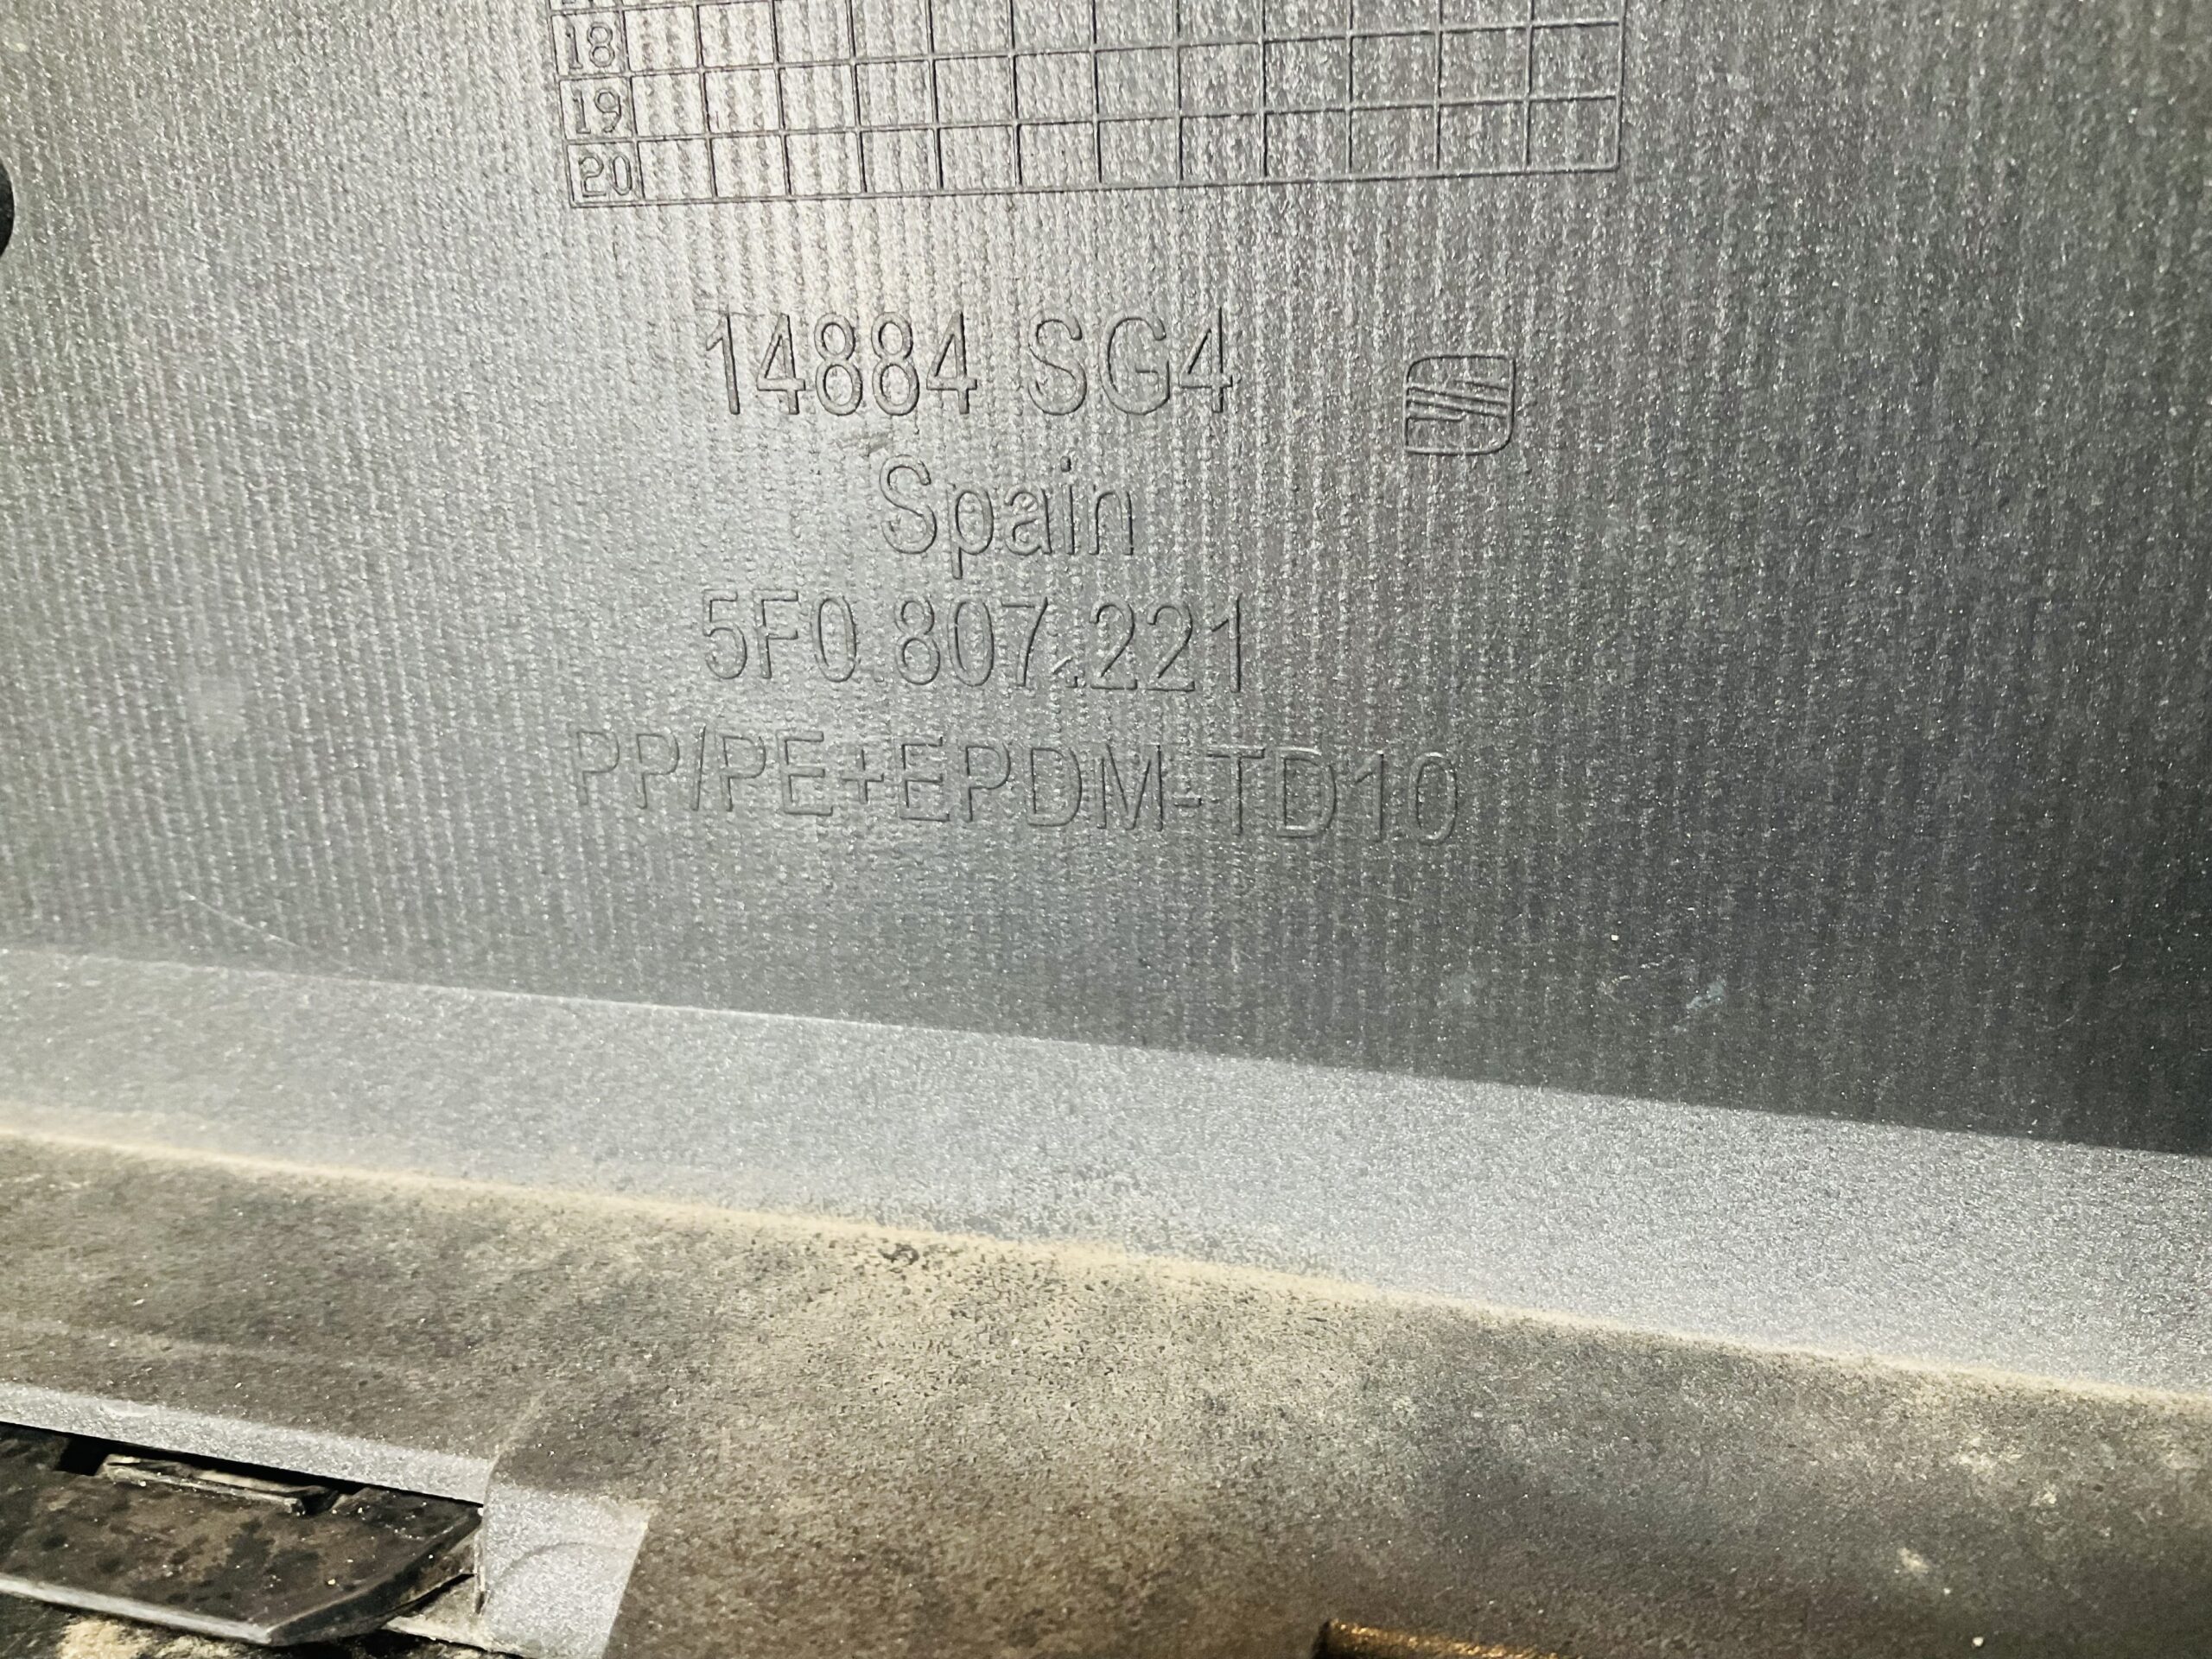 18
19
20
14884 SG4
Spain
5F0.807.221
PP/PE+EPDM-TD10